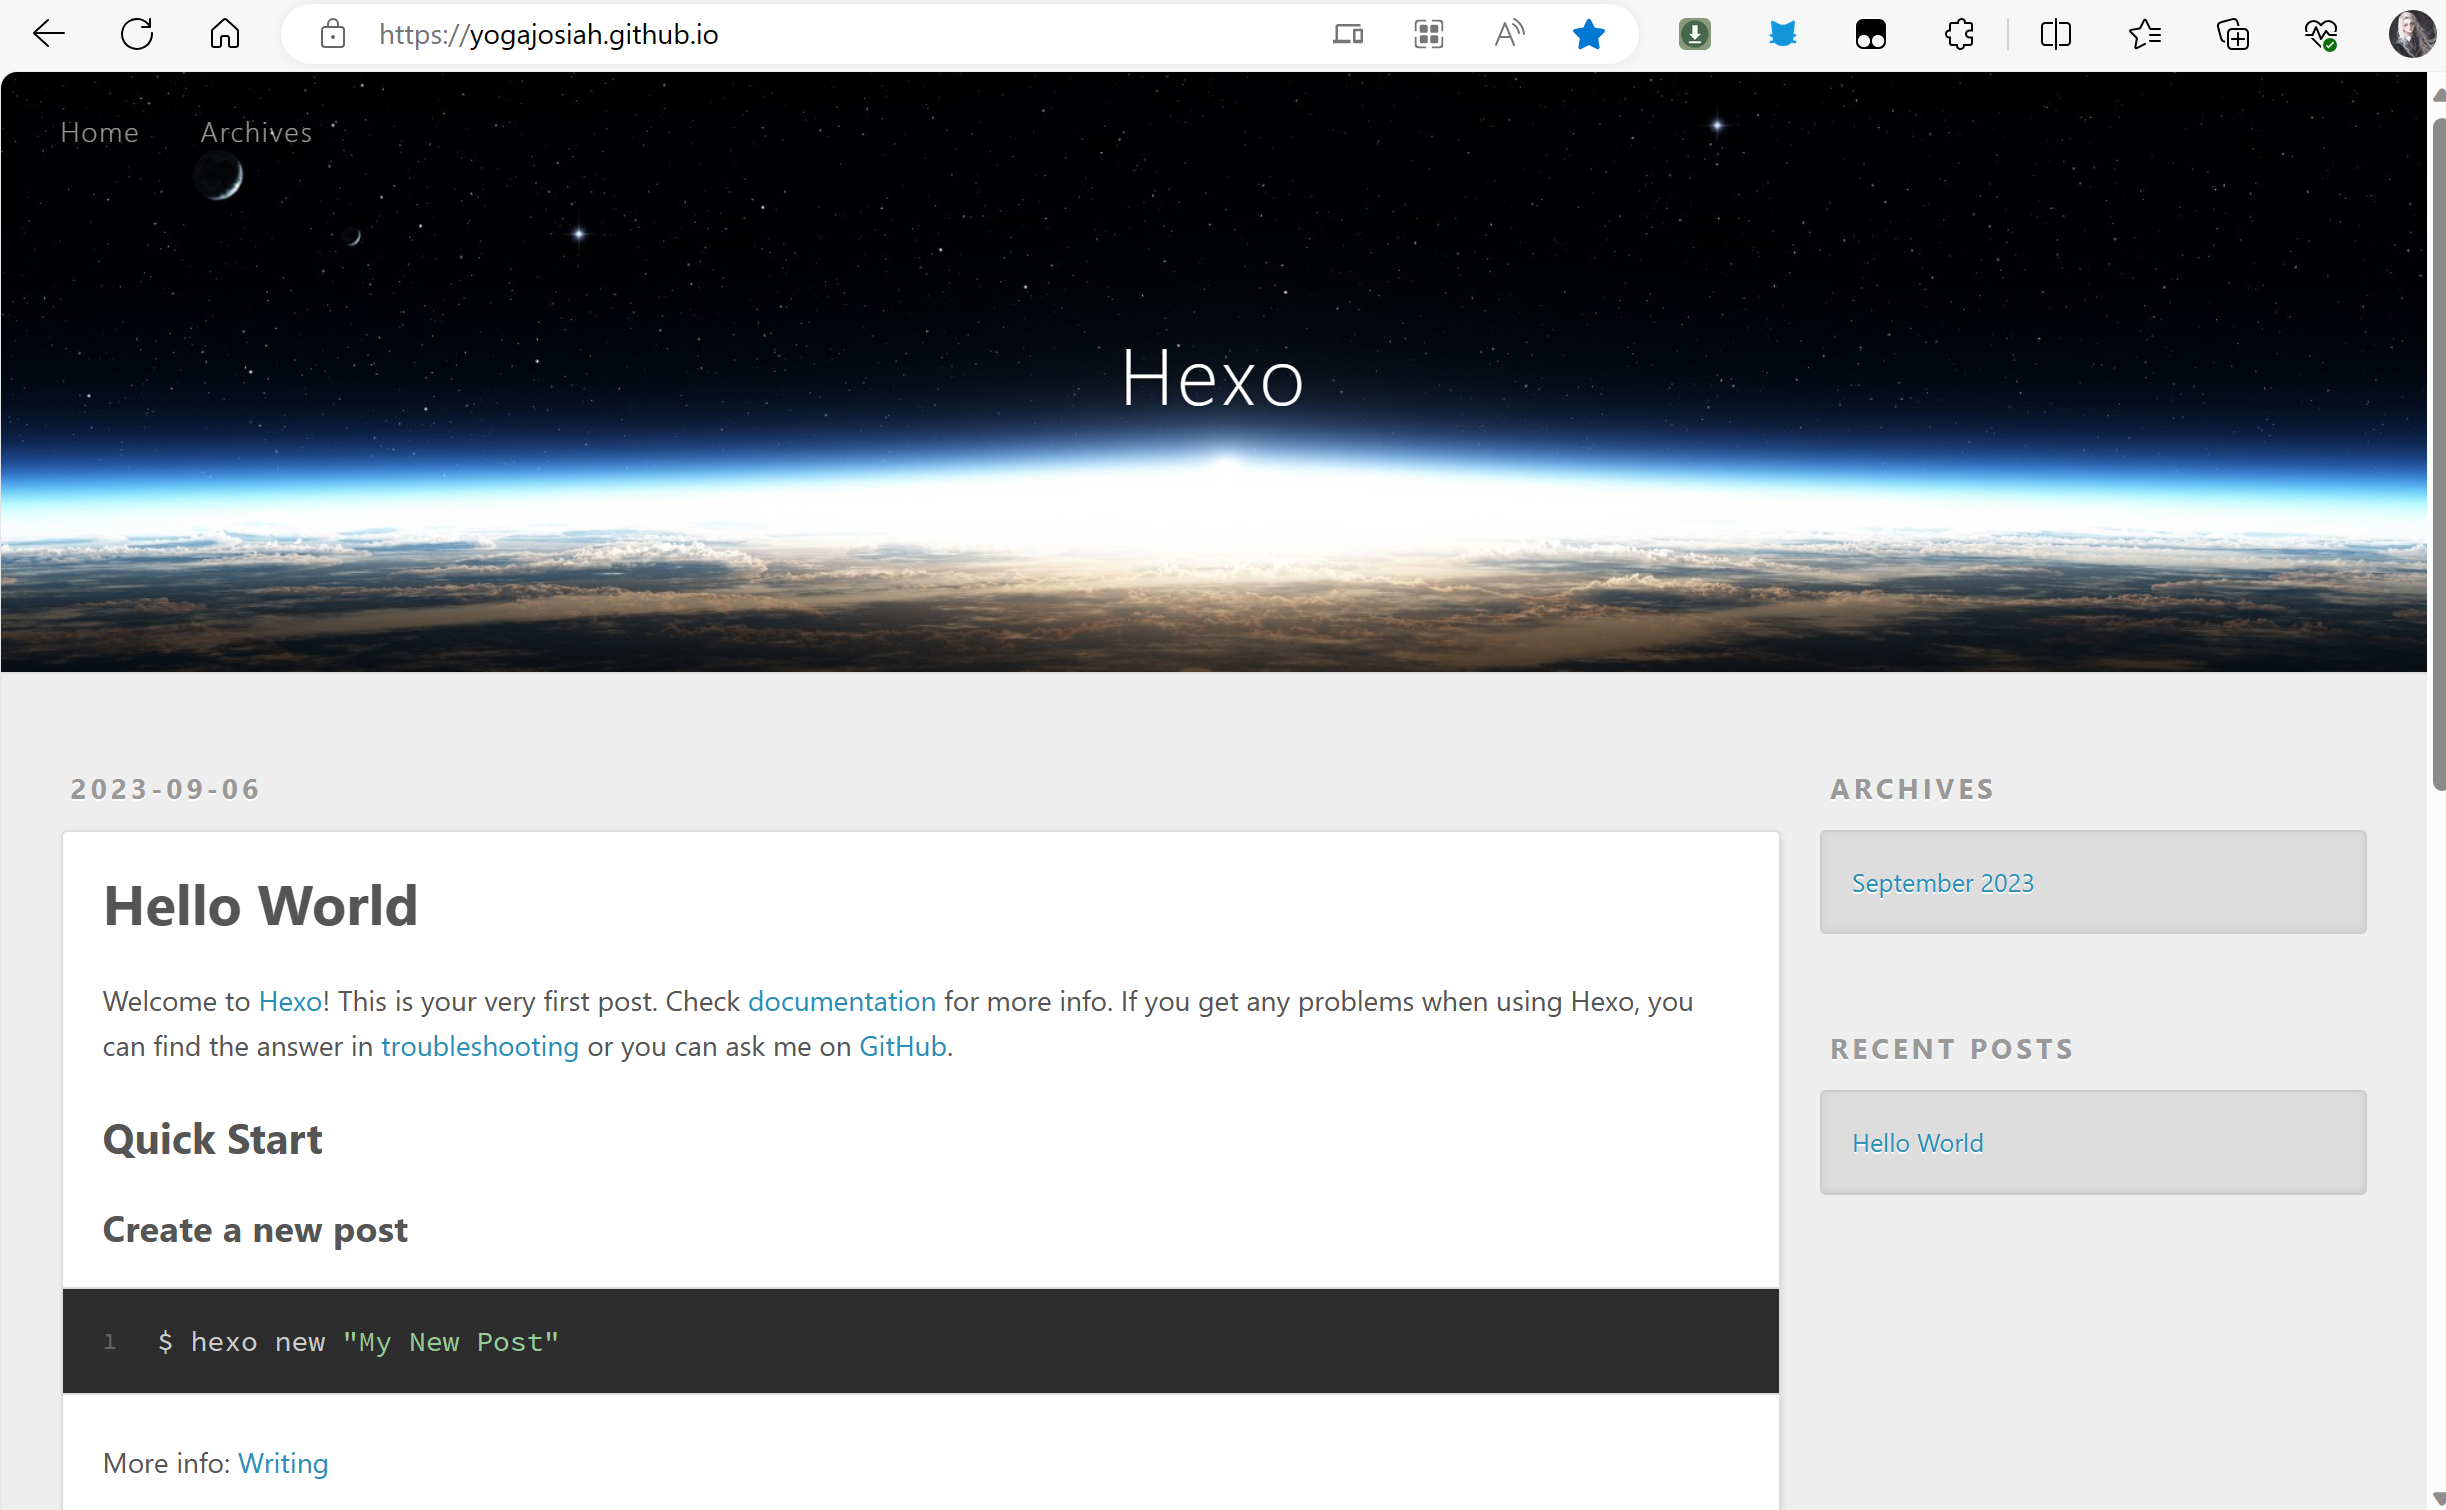 https://yogajosiah.github.io
Home Archives
Hexo
2023-09-06
Hello World
Welcome to Hexo! This is your very first post. Check documentation for more info. If you get any problems when using Hexo, you
can find the answer in troubleshooting or you can ask me on GitHub.
Quick Start
Create a new post
1 $ hexo new "My New Post"
More info: Writing
ARCHIVES
September 2023
RECENT POSTS
Hello World